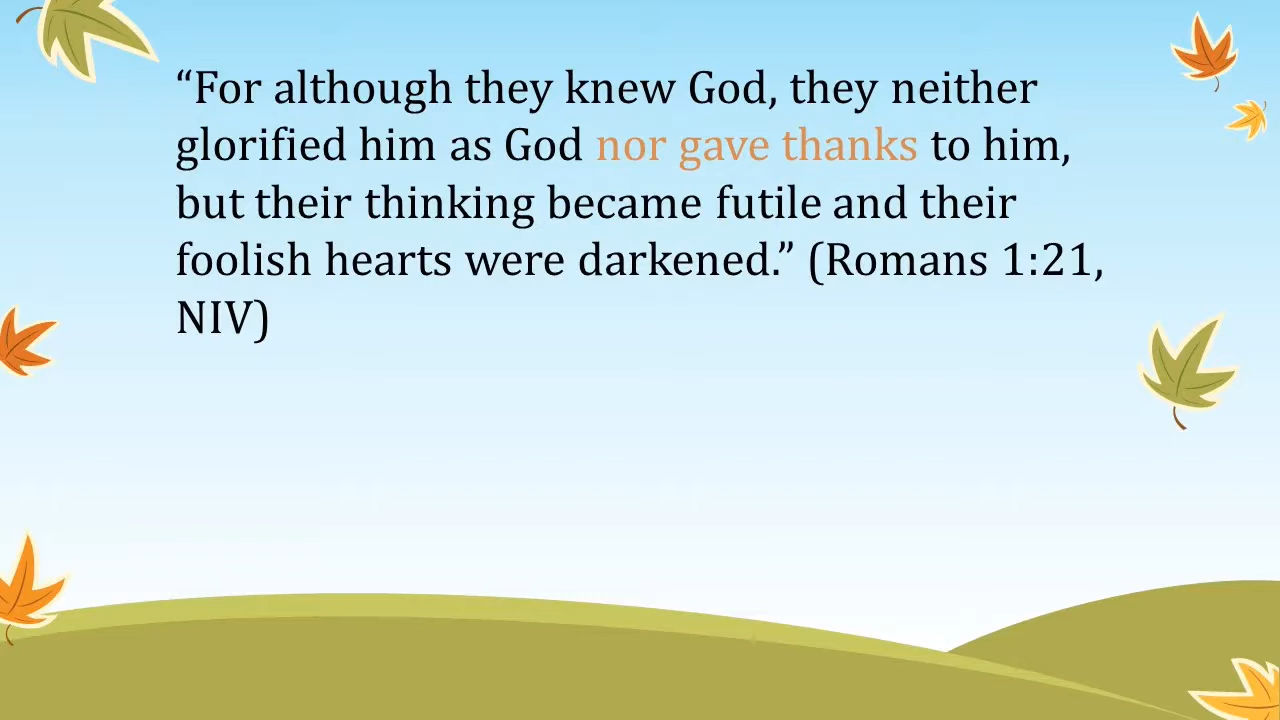 “For although they knew God, they neither
glorified him as God nor gave thanks to him,
but their thinking became futile and their
foolish hearts were darkened.” (Romans 1:21,
NIV)